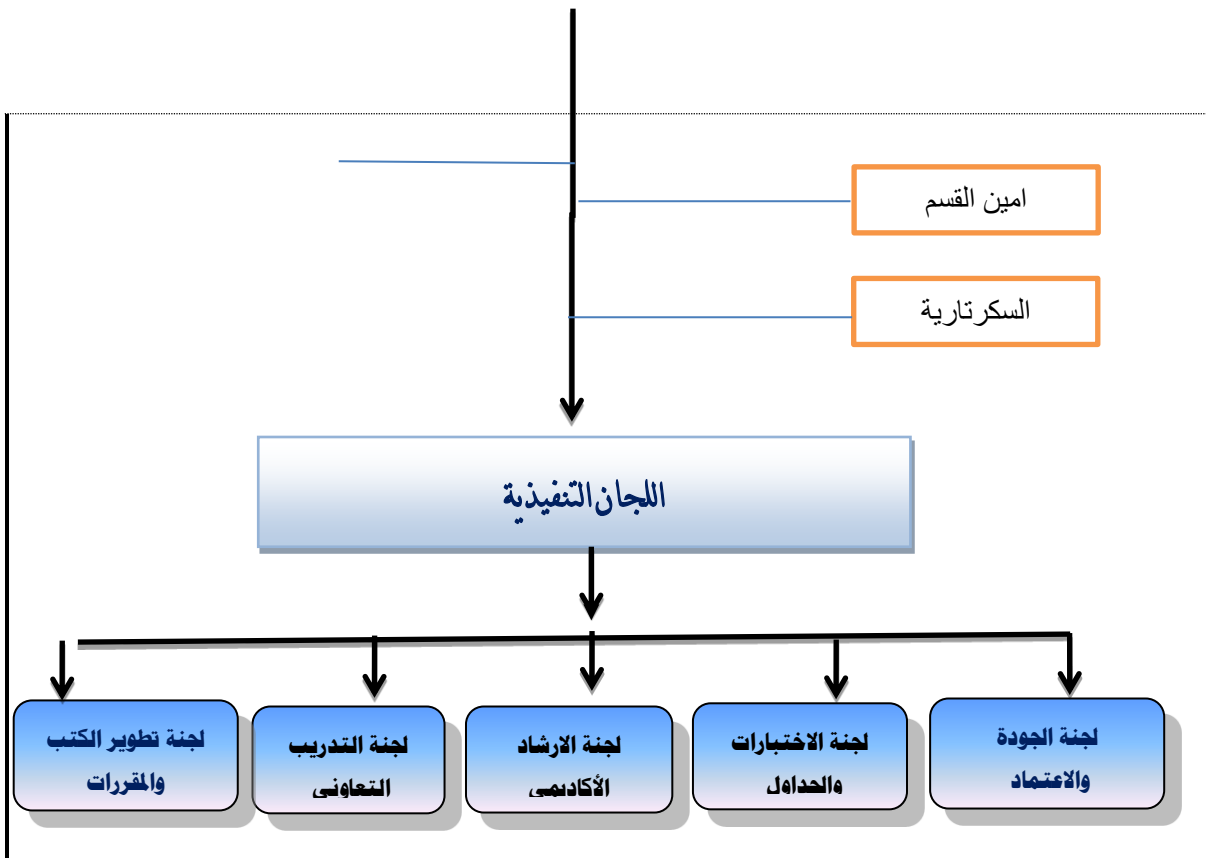 امين القسم
السكرتارية
اللجان التنفيذية
لجنة الجودة
والاعتماد
لجنة الاختبارات
والجداول
لجنة الارشاد
الأكاديمي
لجنة التدريب
التعاوني
لجنة تطوير الكتب
والمقررات